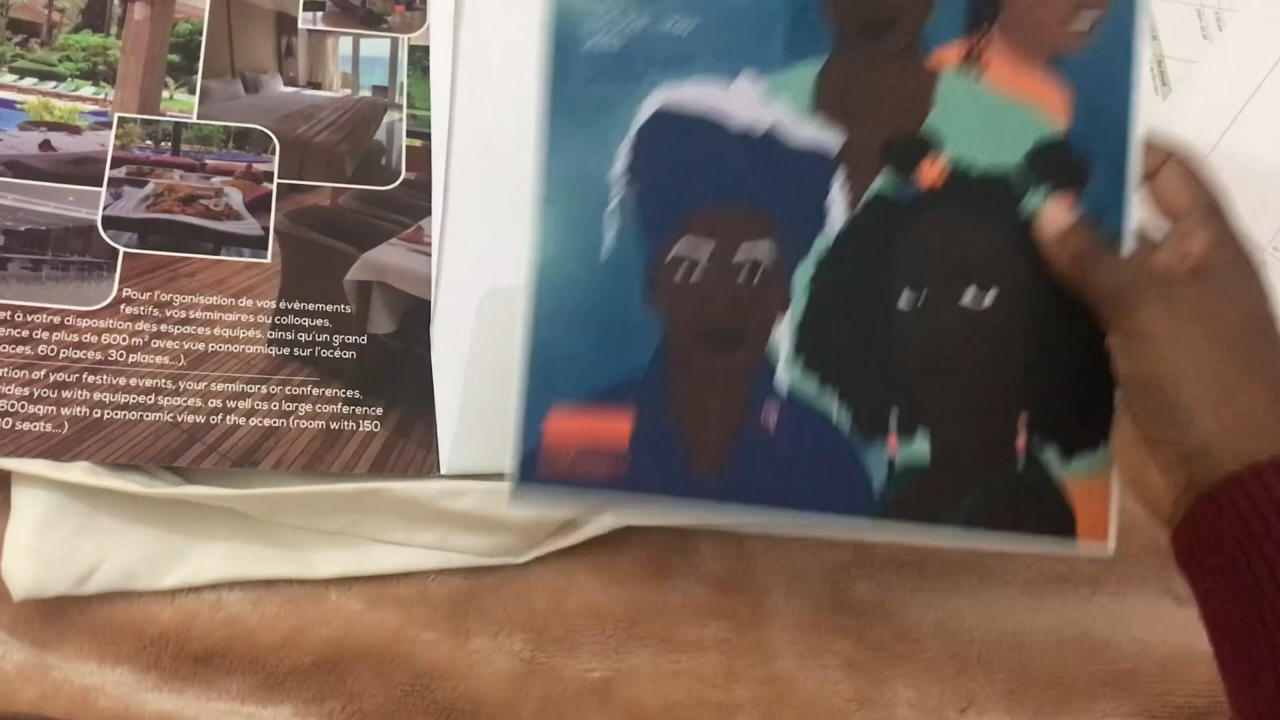 Pour l'organisation de vos évènements
festifs, vos séminaires ou colloques,
et à votre disposition des espaces équipés, ainsi qu'un grand
ence de plus de 600 m² avec vue panoramique sur l'océan
aces, 60 places, 30 places...).
ation of your festive events, your seminars or conferences,
ides you with equipped spaces, as well as a large conference
600sqm with a panoramic view of the ocean (room with 150
0 seats...)